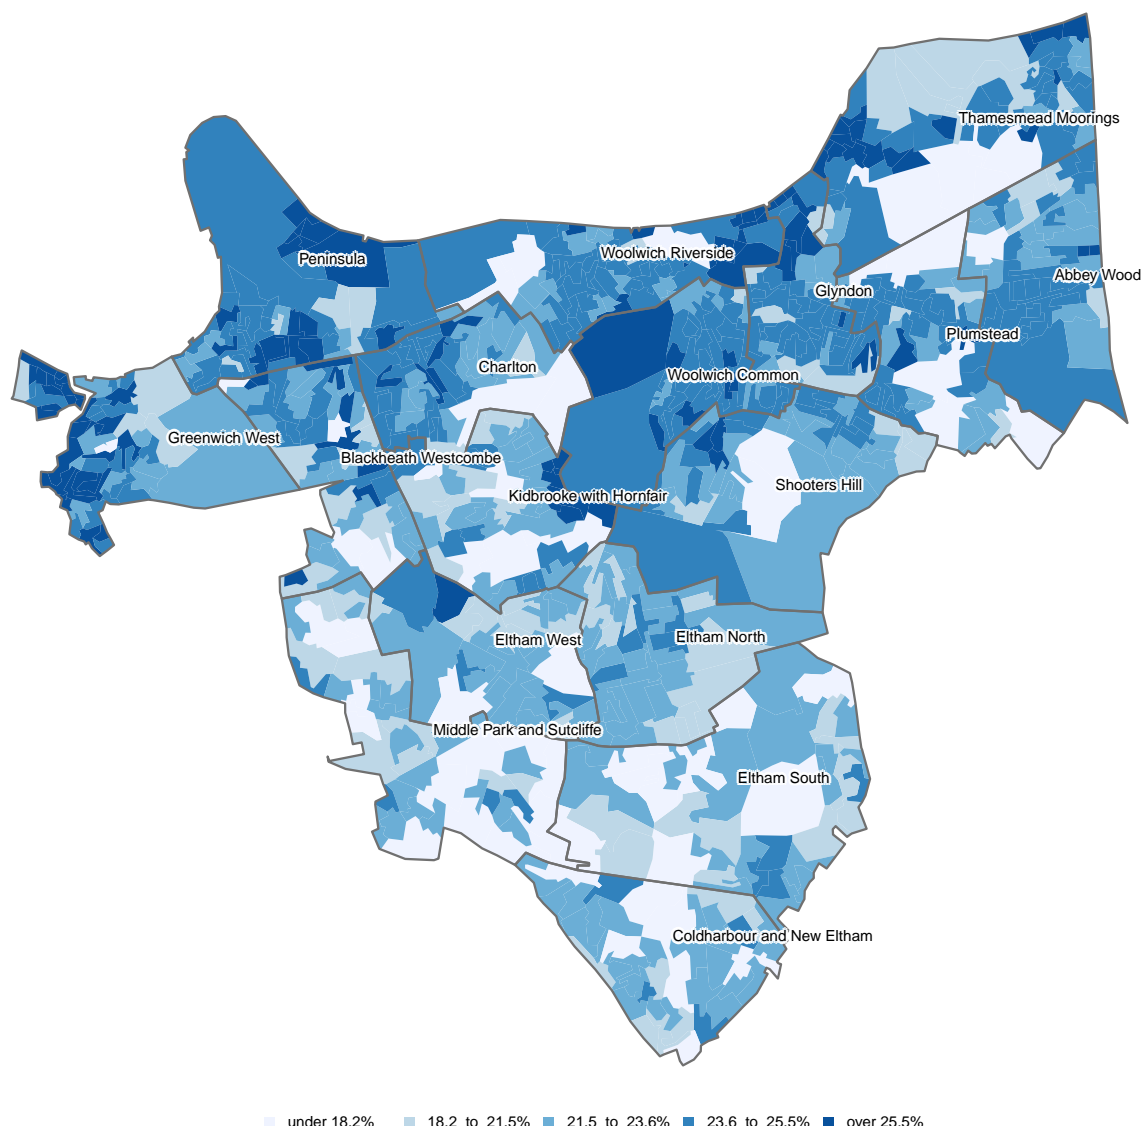 Thamesmead Moorings
Woolwich Riverside
Peninsula
Abbey Wood
Glyndon
Plumstead
Charlton
Woolwich Common
Greenwich West
Blackheath Westcombe
Shooters Hill
Kidbrooke with Hornfair
Eltham West
Eltham North
Middle Park and Sutcliffe
Eltham South
Coldharbour and New Eltham
under 18.2% 18.2 to 21.5% 21.5 to 23.6% 23.6 to 25.5% over 25.5%